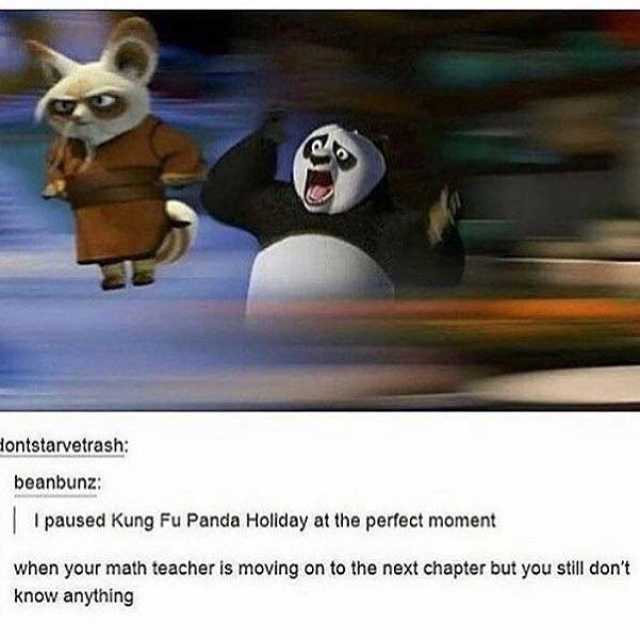 dontstarvetrash:
beanbunz:
I paused Kung Fu Panda Holiday at the perfect moment
when your math teacher is moving on to the next chapter but you still don't
know anything